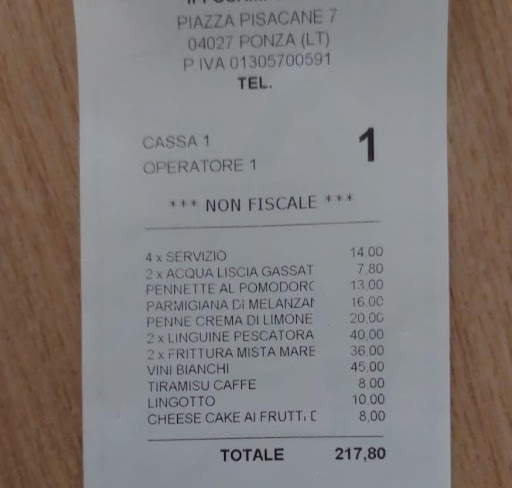 PIAZZA PISACANE 7
04027 PONZA (LT)
P.IVA 01305700591
TEL.
CASSA 1
1
OPERATORE 1
*** NON FISCALE ***
4 x SERVIZIO 14,00
2 x ACQUA LISCIA GASSAT 7,80
PENNETTE AL POMODORO 13,00
PARMIGIANA DI MELANZAN 16,00
PENNE CREMA DI LIMONE 20,00
2 x LINGUINE PESCATORA 40,00
2 x FRITTURA MISTA MARE 36,00
VINI BIANCHI 45,00
TIRAMISU CAFFE 8,00
LINGOTTO 10,00
CHEESE CAKE AI FRUTTI D 8,00
TOTALE 217,80